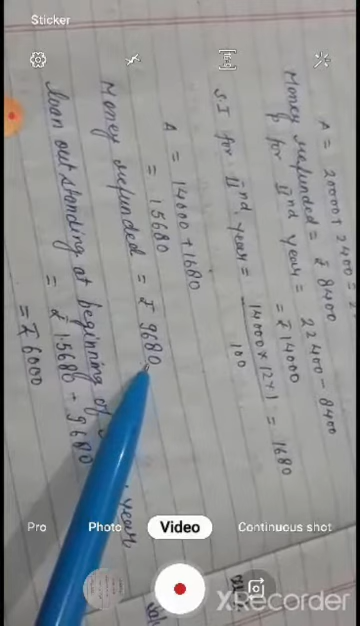 Sticker
A = 20000+ 2400 =
Money refunded = ₹ 8400
P for IInd year = 22400 - 8400
= ₹ 14000
S.I for IInd year = 14000×12×1 / 100 = 1680
A = 14000 + 1680
= 15680
Money refunded = ₹ 9680
loan outstanding at beginning of year
= ₹ 15680 - 9680
= ₹ 6000
Pro
Photo
Video
Continuous shot
XRecorder